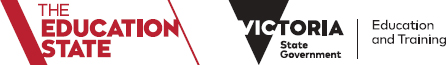 THE
EDUCATION
STATE
VICTORIA
State
Government
Education
and Training